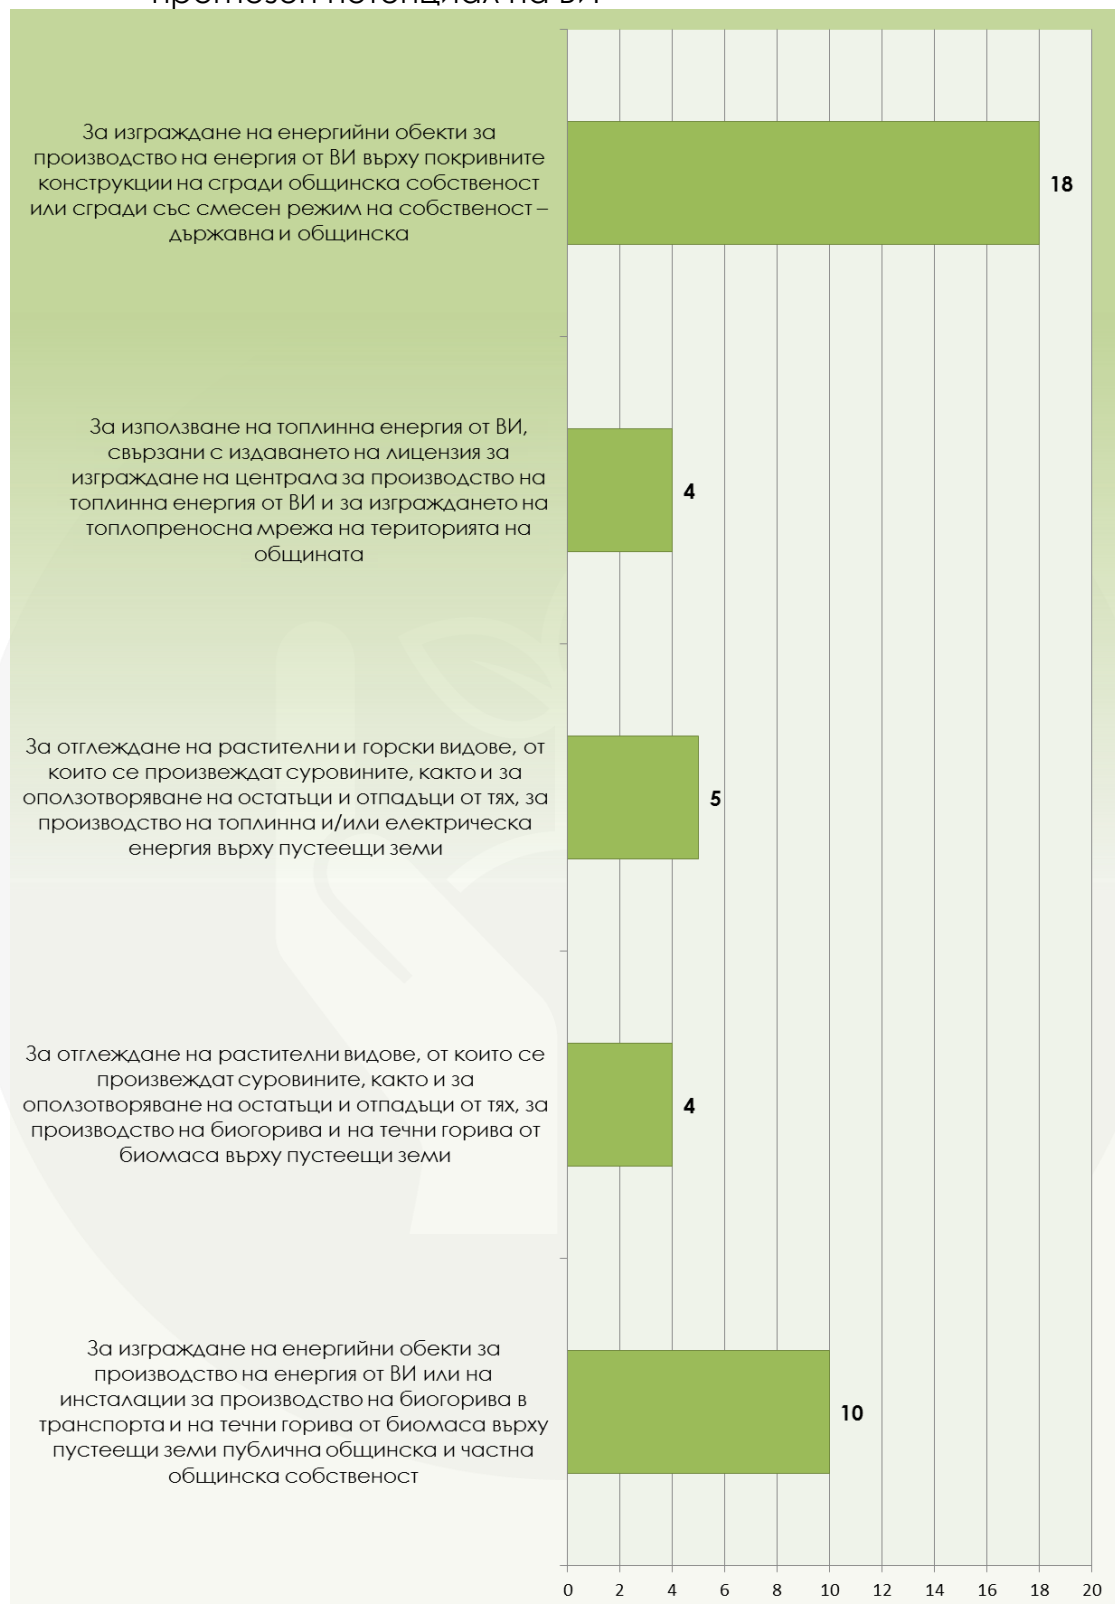 прогнозен потенциал на ВИ
За изграждане на енергийни обекти за
производство на енергия от ВИ върху покривните
конструкции на сгради общинска собственост
или сгради със смесен режим на собственост –
държавна и общинска
18
За използване на топлинна енергия от ВИ,
свързани с издаването на лицензия за
изграждане на централа за производство на
топлинна енергия от ВИ и за изграждането на
топлопреносна мрежа на територията на
общината
4
За отглеждане на растителни и горски видове, от
които се произвеждат суровините, както и за
оползотворяване на остатъци и отпадъци от тях, за
производство на топлинна и/или електрическа
енергия върху пустеещи земи
5
За отглеждане на растителни видове, от които се
произвеждат суровините, както и за
оползотворяване на остатъци и отпадъци от тях, за
производство на биогорива и на течни горива от
биомаса върху пустеещи земи
4
За изграждане на енергийни обекти за
производство на енергия от ВИ или на
инсталации за производство на биогорива в
транспорта и на течни горива от биомаса върху
пустеещи земи публична общинска и частна
общинска собственост
10
0 2 4 6 8 10 12 14 16 18 20